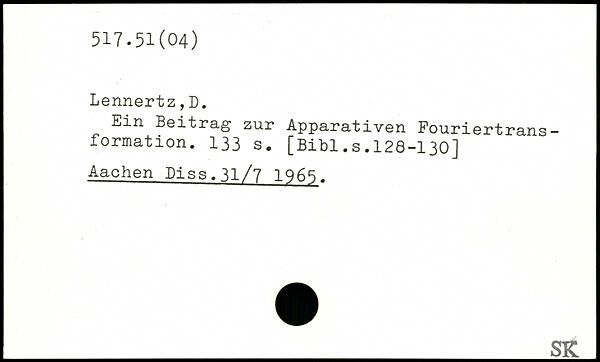 517.51(04)
Lennertz,D.
Ein Beitrag zur Apparativen Fouriertrans-
formation. 133 s. [Bibl.s.128-130]
Aachen Diss.31/7 1965.
SK